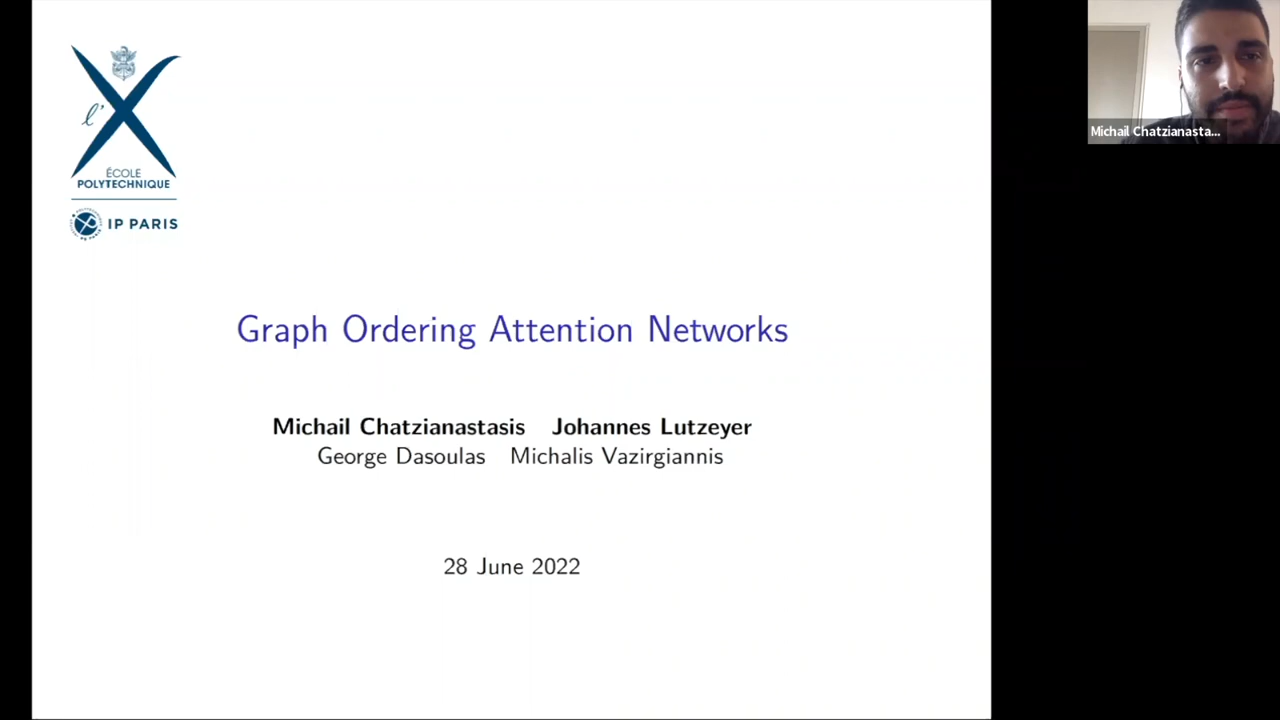 l'X
ÉCOLE
POLYTECHNIQUE
IP PARIS
Graph Ordering Attention Networks
Michail Chatzianastasis Johannes Lutzeyer
George Dasoulas Michalis Vazirgiannis
28 June 2022
Michail Chatzianasta...